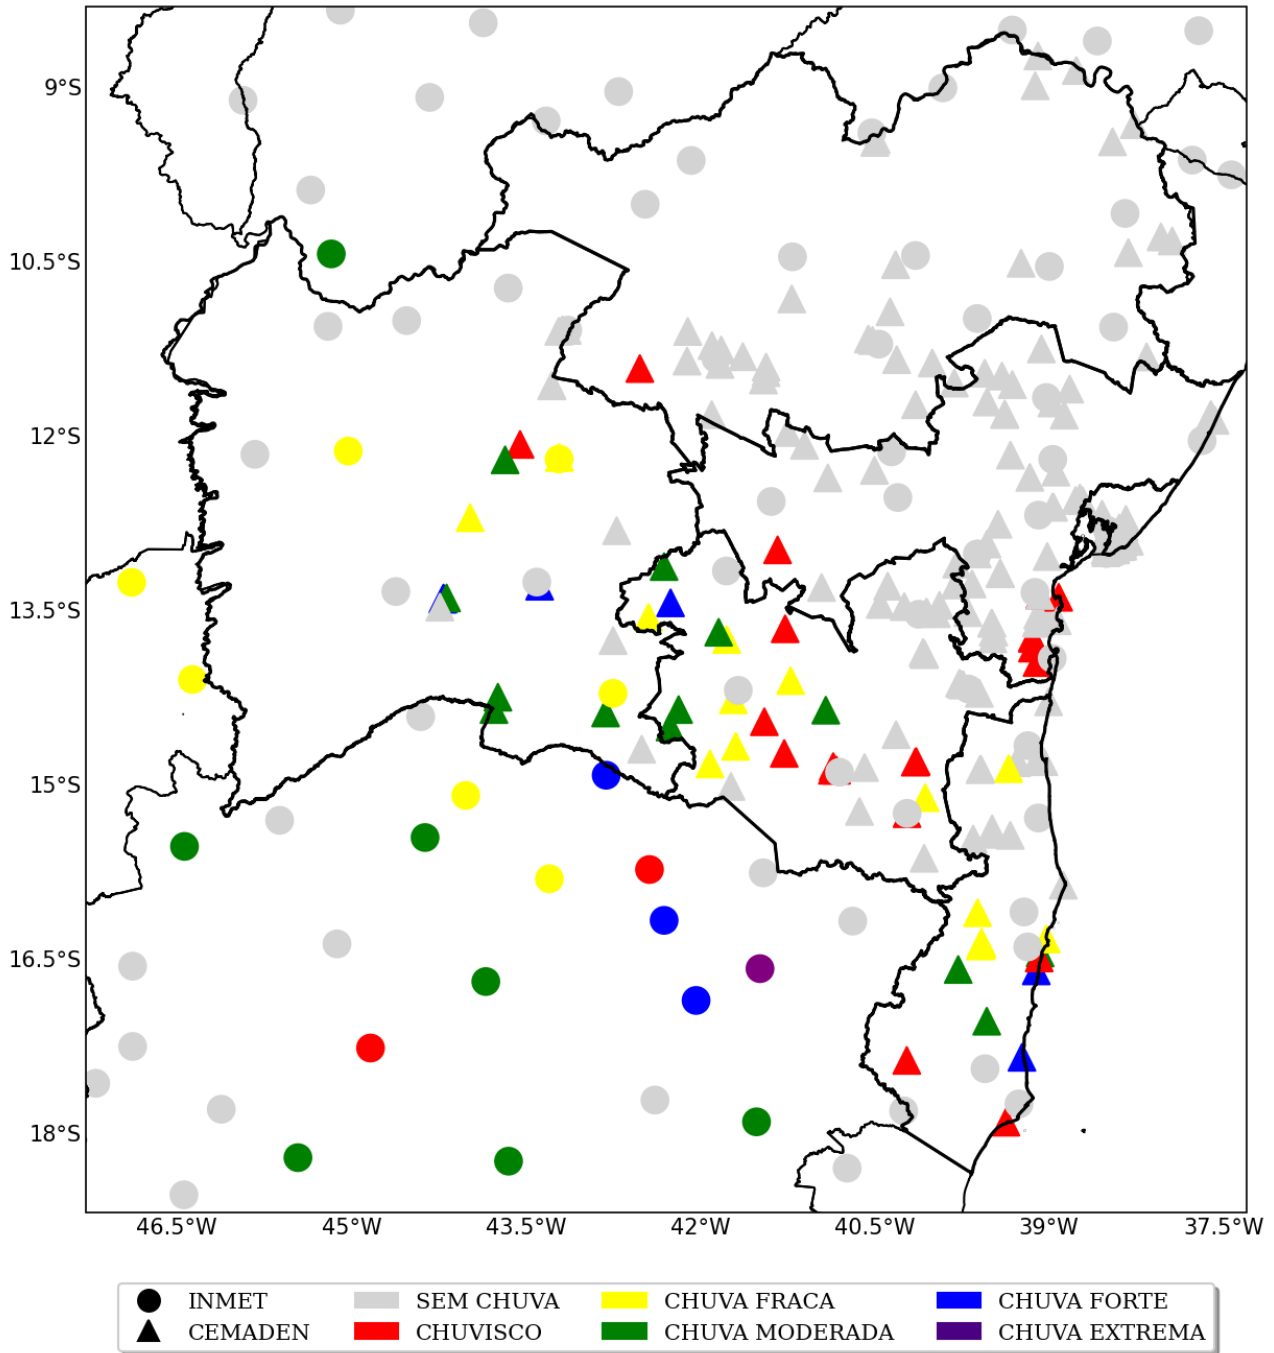 9°S
10.5°S
12°S
13.5°S
15°S
16.5°S
18°S
46.5°W 45°W 43.5°W 42°W 40.5°W 39°W 37.5°W
INMET SEM CHUVA CHUVA FRACA CHUVA FORTE
CEMADEN CHUVISCO CHUVA MODERADA CHUVA EXTREMA